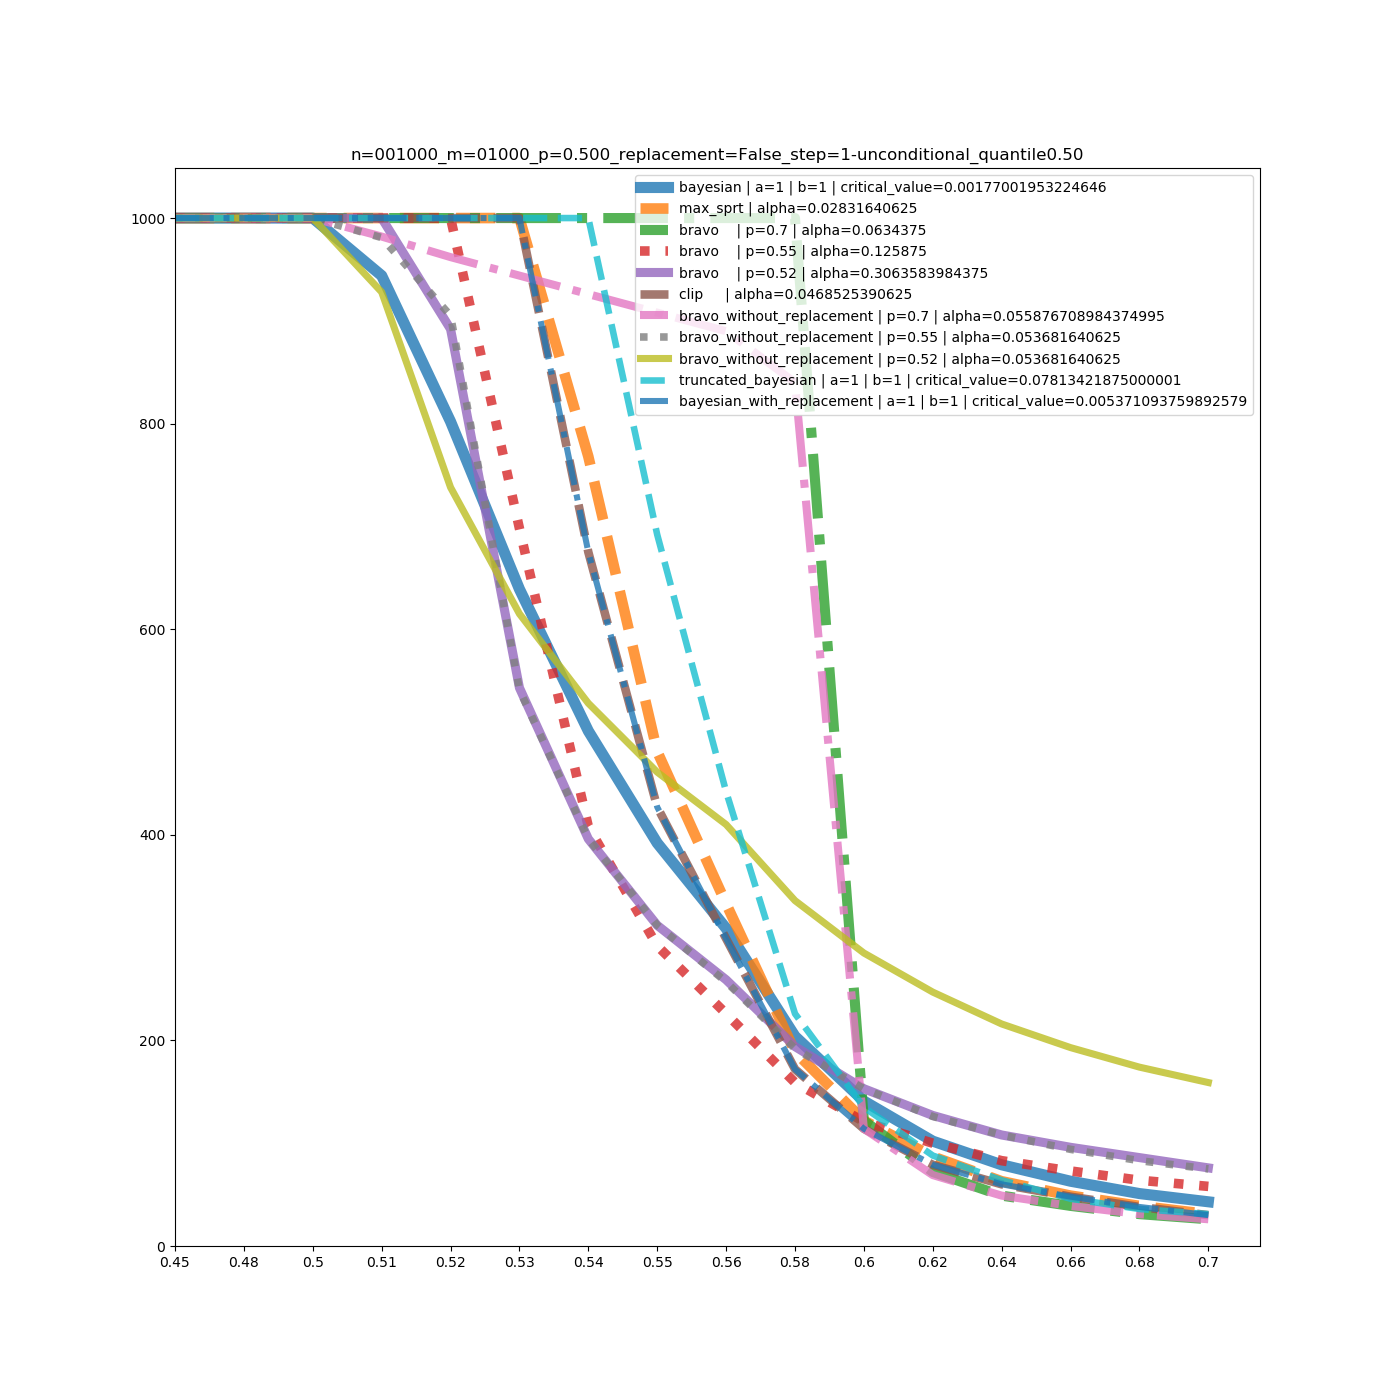 n=001000_m=01000_p=0.500_replacement=False_step=1-unconditional_quantile0.50
bayesian | a=1 | b=1 | critical_value=0.00177001953224646
max_sprt | alpha=0.02831640625
bravo | p=0.7 | alpha=0.0634375
bravo | p=0.55 | alpha=0.125875
bravo | p=0.52 | alpha=0.3063583984375
clip | alpha=0.0468525390625
bravo_without_replacement | p=0.7 | alpha=0.055876708984374995
bravo_without_replacement | p=0.55 | alpha=0.053681640625
bravo_without_replacement | p=0.52 | alpha=0.053681640625
truncated_bayesian | a=1 | b=1 | critical_value=0.07813421875000001
bayesian_with_replacement | a=1 | b=1 | critical_value=0.005371093759892579
1000
800
600
400
200
0
0.45 0.48 0.5 0.51 0.52 0.53 0.54 0.55 0.56 0.58 0.6 0.62 0.64 0.66 0.68 0.7